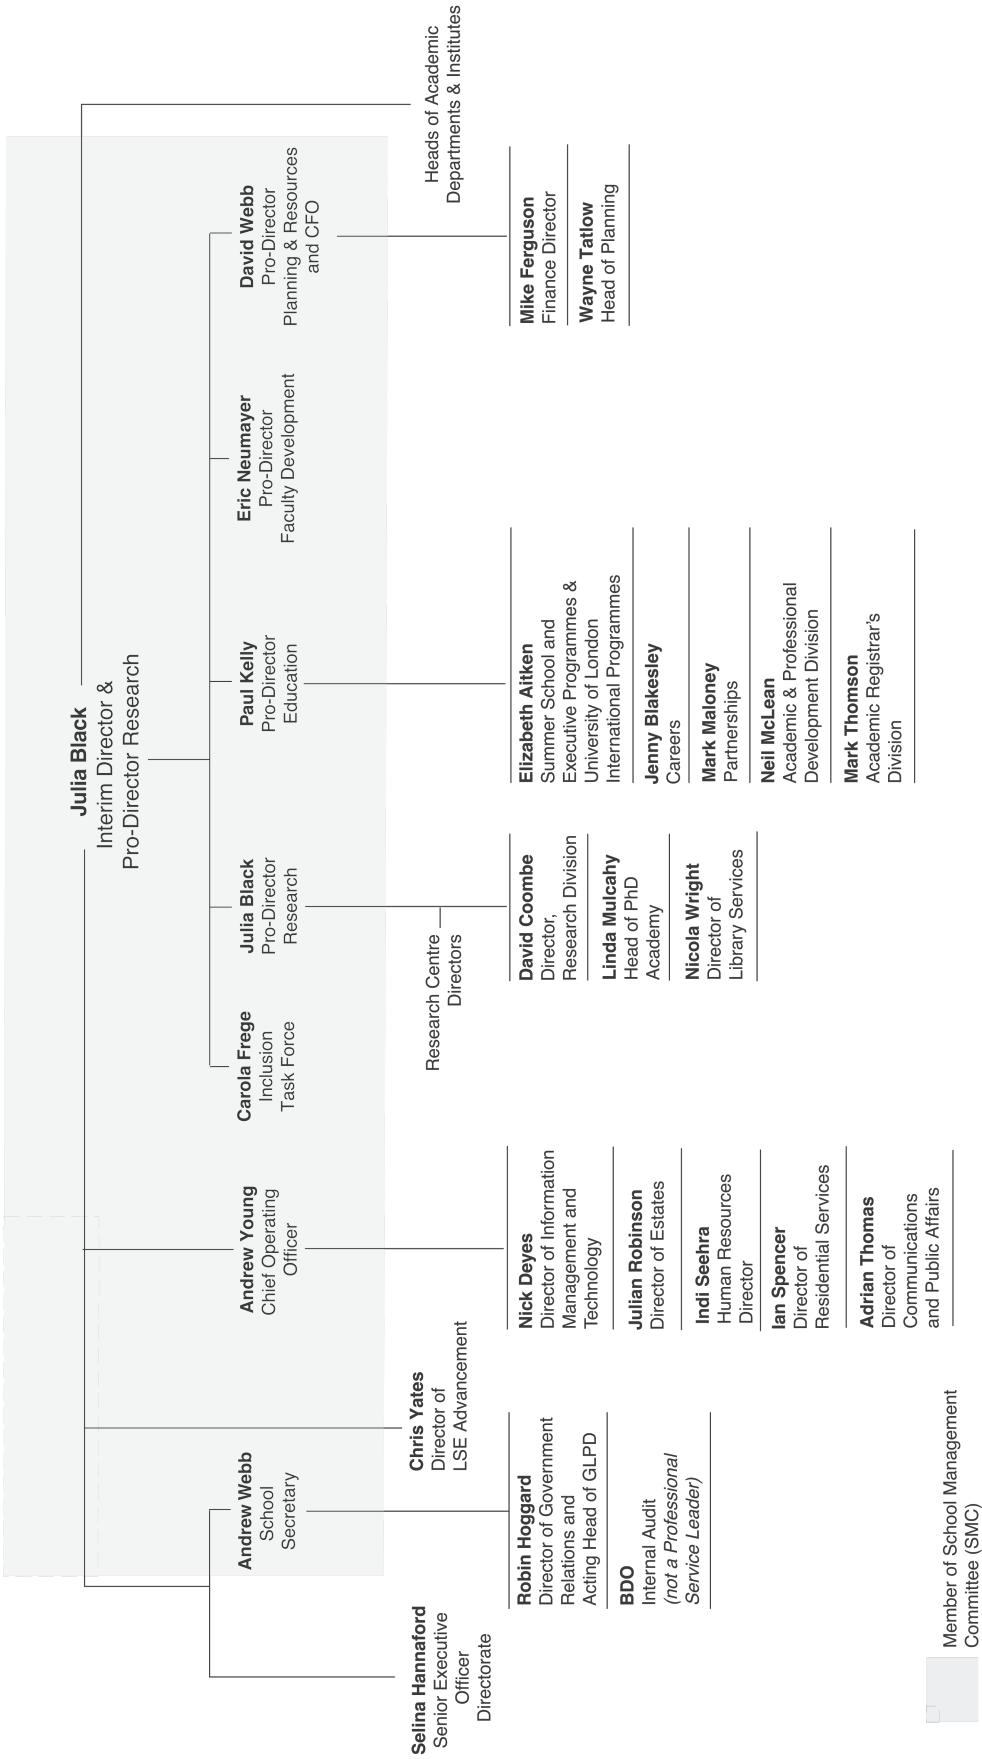 Julia Black
Interim Director &
Pro-Director Research
Andrew Webb
School
Secretary
Andrew Young
Chief Operating
Officer
Carola Frege
Inclusion
Task Force
Julia Black
Pro-Director
Research
Paul Kelly
Pro-Director
Education
Eric Neumayer
Pro-Director
Faculty Development
David Webb
Pro-Director
Planning & Resources
and CFO
Selina Hannaford
Senior Executive
Officer
Directorate
Chris Yates
Director of
LSE Advancement
Research Centre
Directors
Heads of Academic
Departments & Institutes
Robin Hoggard
Director of Government
Relations and
Acting Head of GLPD
BDO
Internal Audit
(not a Professional
Service Leader)
Nick Deyes
Director of Information
Management and
Technology
Julian Robinson
Director of Estates
Indi Seehra
Human Resources
Director
Ian Spencer
Director of
Residential Services
Adrian Thomas
Director of
Communications
and Public Affairs
David Coombe
Director,
Research Division
Linda Mulcahy
Head of PhD
Academy
Nicola Wright
Director of
Library Services
Elizabeth Aitken
Summer School and
Executive Programmes &
University of London
International Programmes
Jenny Blakesley
Careers
Mark Maloney
Partnerships
Neil McLean
Academic & Professional
Development Division
Mark Thomson
Academic Registrar's
Division
Mike Ferguson
Finance Director
Wayne Tatlow
Head of Planning
Member of School Management
Committee (SMC)